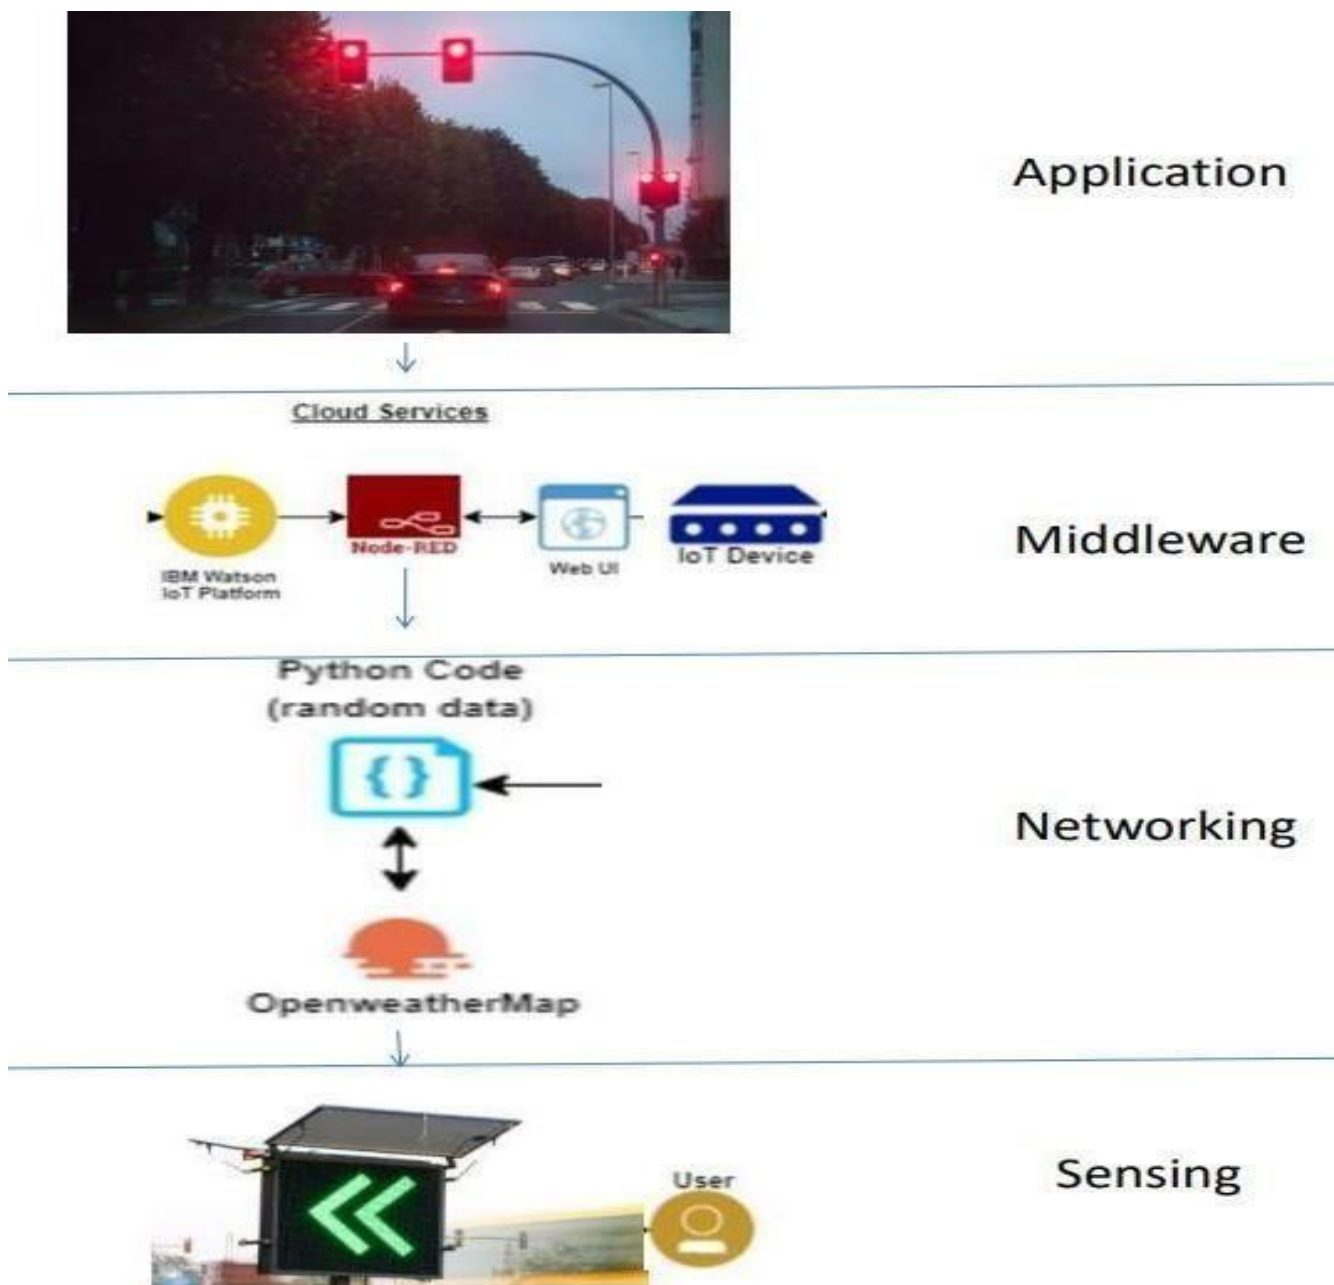 Application
Cloud Services
Node-RED
IBM Watson
IoT Platform
Web UI
IoT Device
Middleware
Python Code
(random data)
{}
Networking
OpenweatherMap
User
Sensing